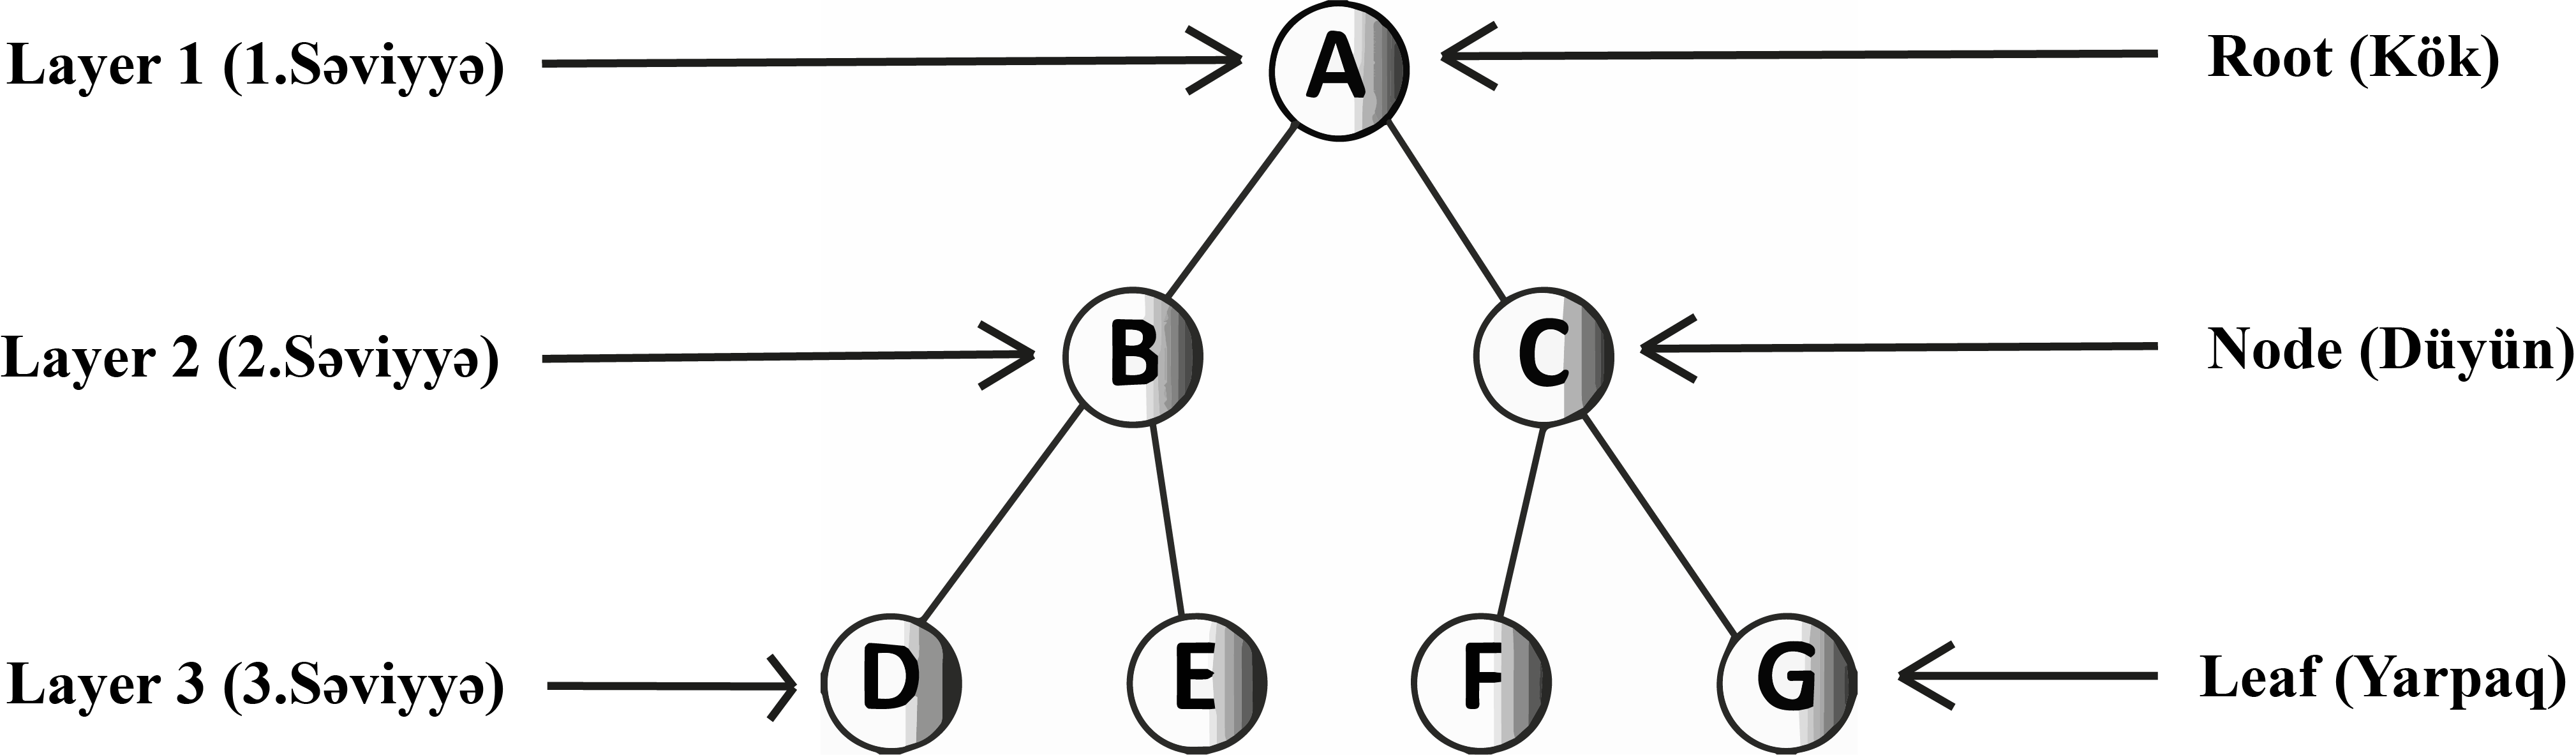 Layer 1 (1.Səviyyə)
A
Root (Kök)
Layer 2 (2.Səviyyə)
B
C
Node (Düyün)
Layer 3 (3.Səviyyə)
D
E
F
G
Leaf (Yarpaq)